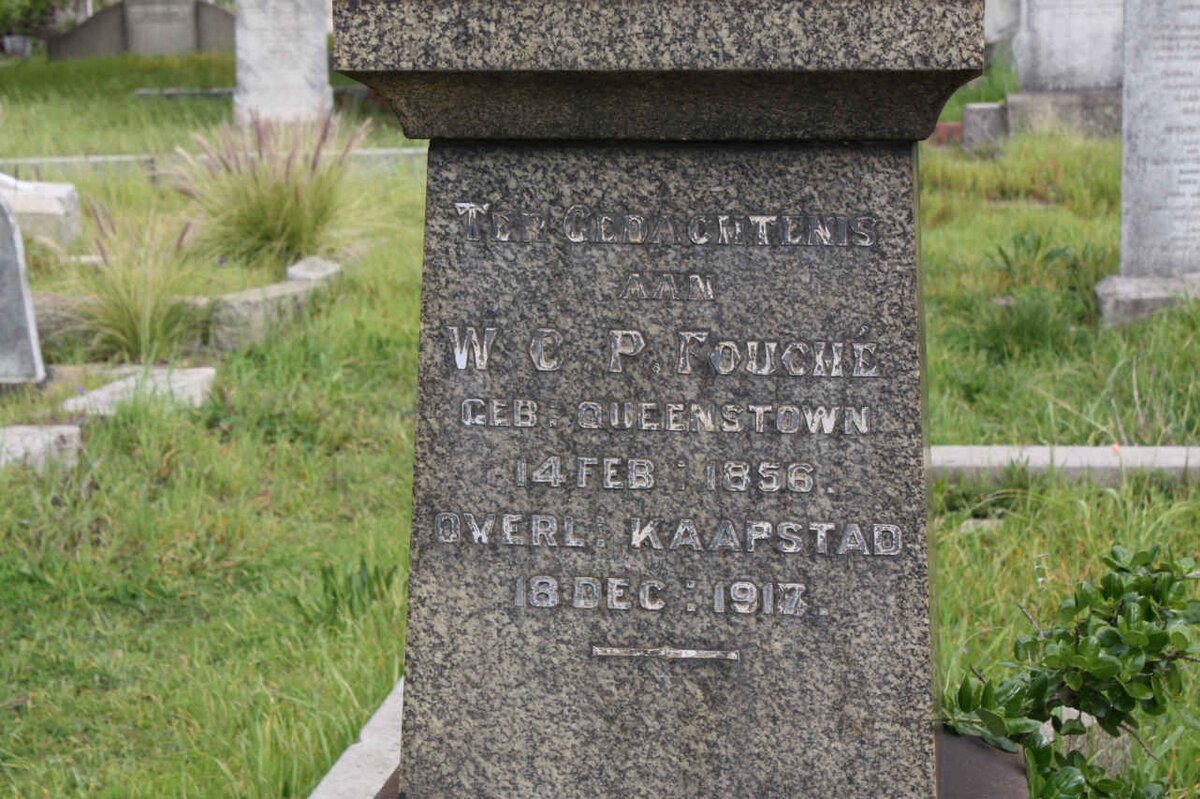 TER GEDACHTENIS
AAN
W C P. FOUCHÉ
GEB: QUEENSTOWN
14 FEB: 1856.
OVERL: KAAPSTAD
18 DEC: 1917.